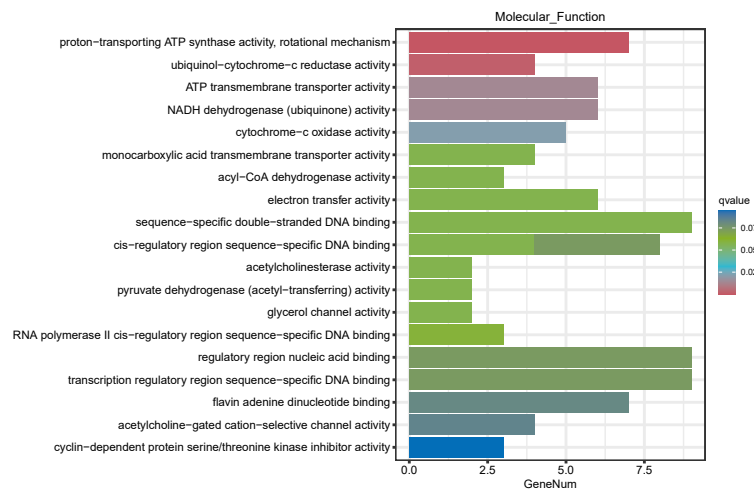 Molecular_Function
proton−transporting ATP synthase activity, rotational mechanism
ubiquinol−cytochrome−c reductase activity
ATP transmembrane transporter activity
NADH dehydrogenase (ubiquinone) activity
cytochrome−c oxidase activity
monocarboxylic acid transmembrane transporter activity
acyl−CoA dehydrogenase activity
electron transfer activity
sequence−specific double−stranded DNA binding
cis−regulatory region sequence−specific DNA binding
acetylcholinesterase activity
pyruvate dehydrogenase (acetyl−transferring) activity
glycerol channel activity
RNA polymerase II cis−regulatory region sequence−specific DNA binding
regulatory region nucleic acid binding
transcription regulatory region sequence−specific DNA binding
flavin adenine dinucleotide binding
acetylcholine−gated cation−selective channel activity
cyclin−dependent protein serine/threonine kinase inhibitor activity
0.0 2.5 5.0 7.5
GeneNum
qvalue